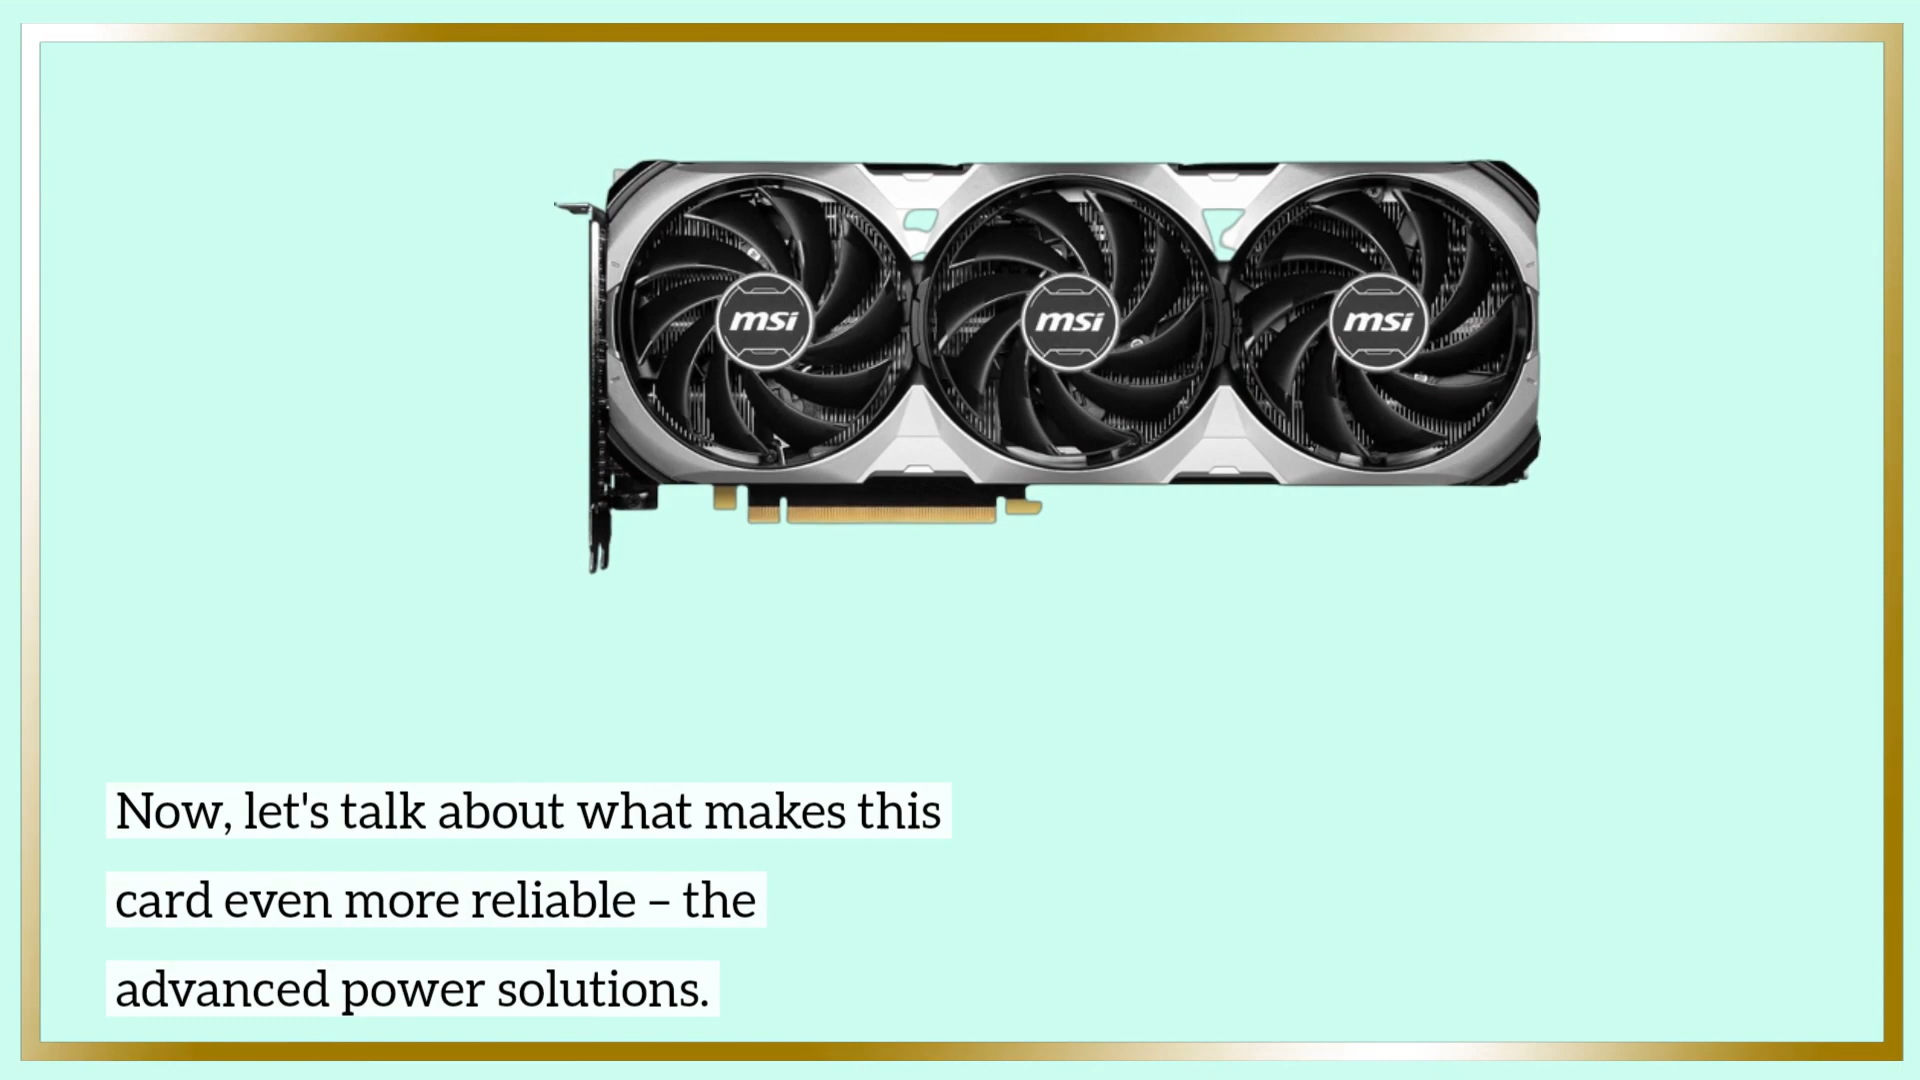 msi msi msi
Now, let's talk about what makes this
card even more reliable – the
advanced power solutions.